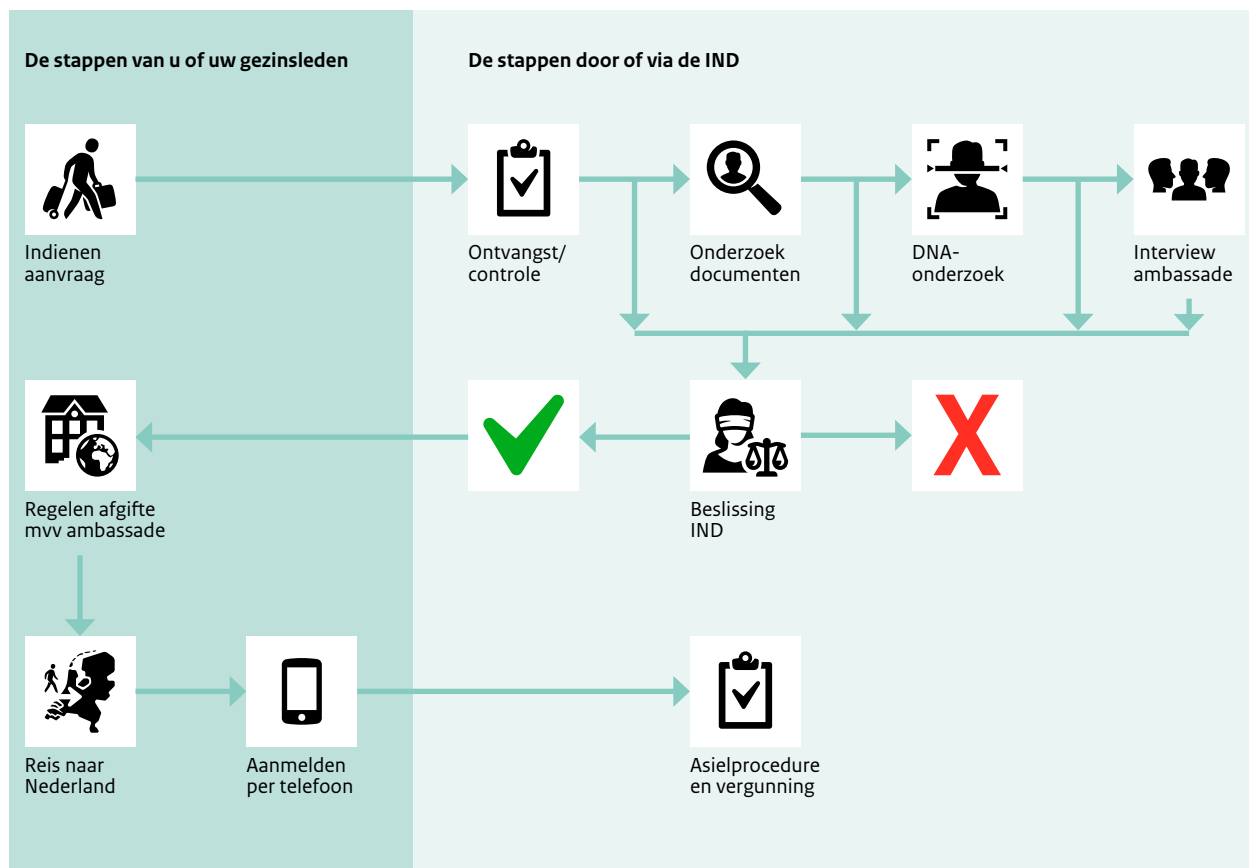 De stappen van u of uw gezinsleden
De stappen door of via de IND
Indienen
aanvraag
Ontvangst/
controle
Onderzoek
documenten
DNA-
onderzoek
Interview
ambassade
Regelen afgifte
mvv ambassade
Beslissing
IND
Reis naar
Nederland
Aanmelden
per telefoon
Asielprocedure
en vergunning